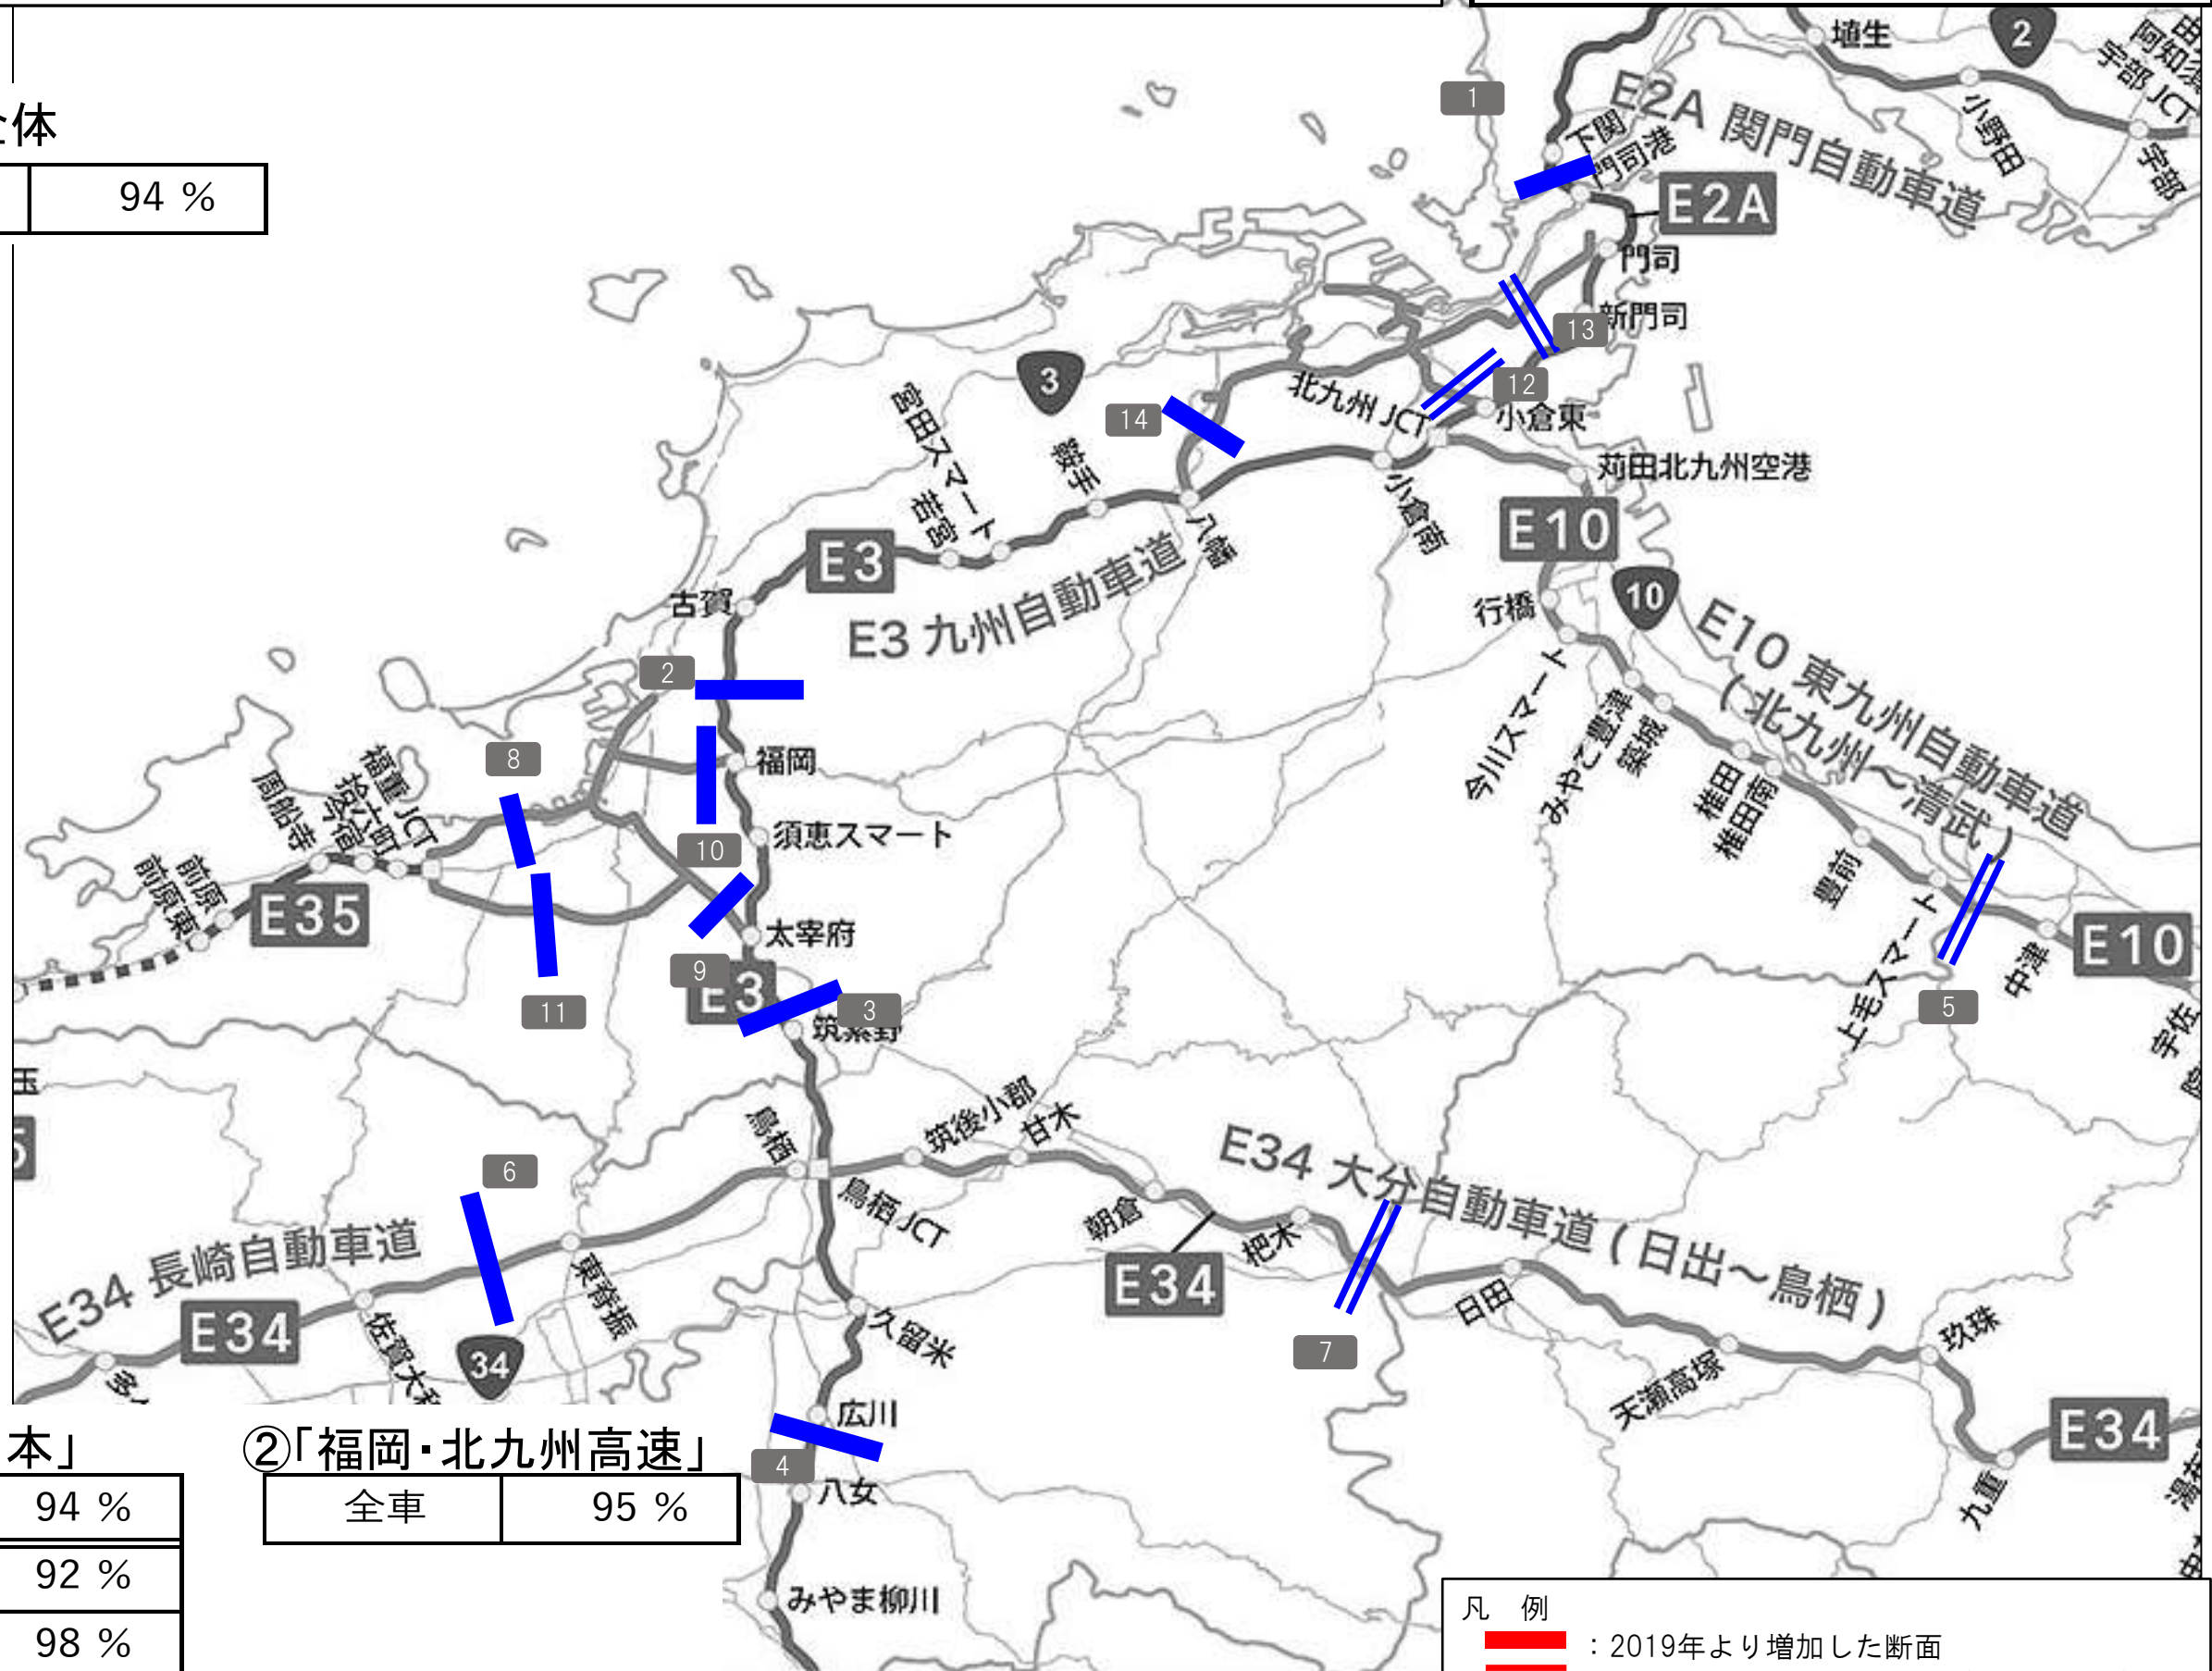 全体
94 %
埴生
2
宇部 JCT
小野田
宇部
1
E2A 関門自動車道
下関
門司港
E2A
門司
新門司
13
12
3
14
北九州 JCT
小倉東
宮田スマート
若宮
鞍手
八幡
小倉南
苅田北九州空港
E10
E3
古賀
E3 九州自動車道
行橋
10
E10 東九州自動車道
(北九州～清武)
今川スマート
みやこ豊津
築城
椎田
椎田南
豊前
上毛スマート
中津
E10
宇佐
5
2
8
福岡
福重 JCT
拾六町
今宿
周船寺
前原
前原東
E35
10
須恵スマート
太宰府
9
E3
3
筑紫野
11
6
鳥栖
筑後小郡
甘木
鳥栖 JCT
朝倉
杷木
E34
E34 大分自動車道 (日出～鳥栖)
7
日田
天瀬高塚
玖珠
九重
E34
E34 長崎自動車道
E34
佐賀大和
34
東脊振
久留米
広川
4
八女
みやま柳川
本」
94 %
92 %
98 %
②「福岡・北九州高速」
全車 95 %
凡 例
：2019年より増加した断面